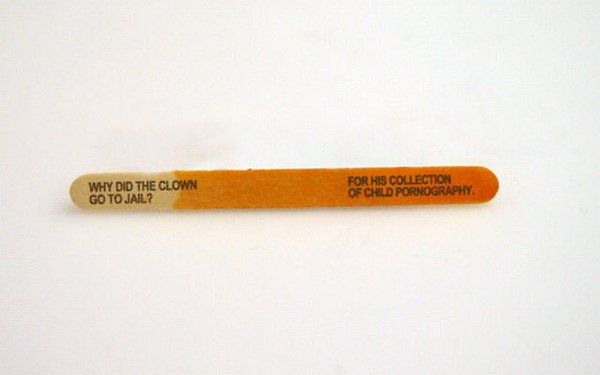 WHY DID THE CLOWN
GO TO JAIL?
FOR HIS COLLECTION
OF CHILD PORNOGRAPHY.